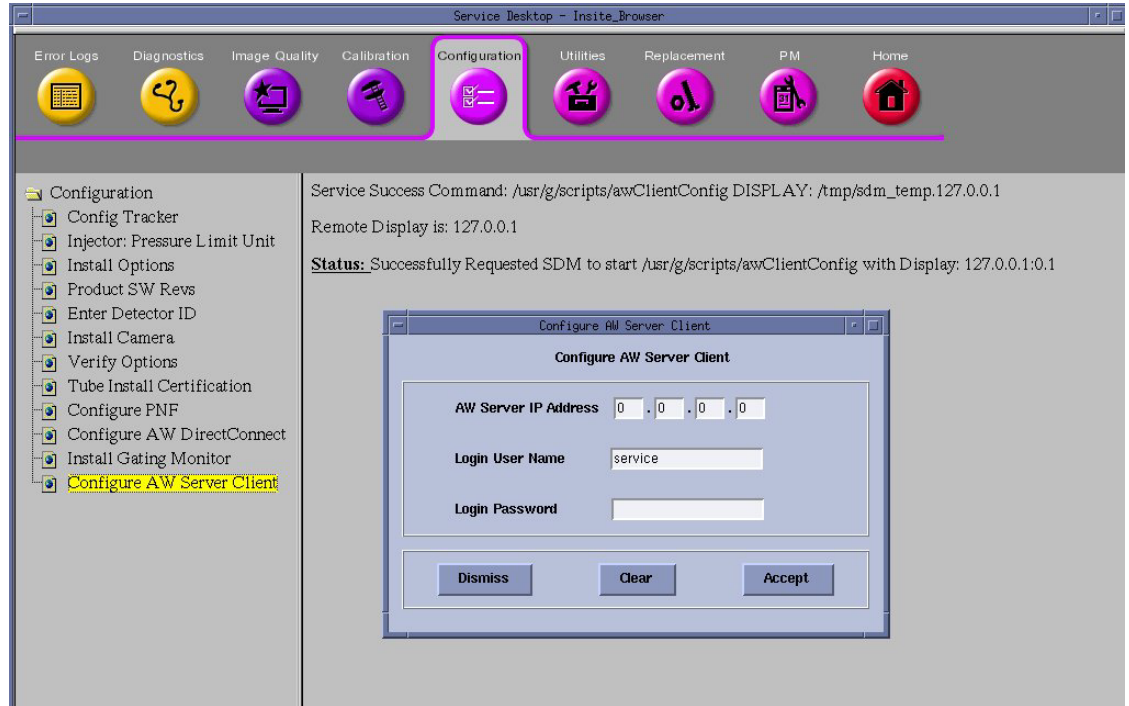 Service Desktop - Insite_Browser
Error Logs Diagnostics Image Quality Calibration Configuration Utilities Replacement PM Home
Configuration
Config Tracker
Injector: Pressure Limit Unit
Install Options
Product SW Revs
Enter Detector ID
Install Camera
Verify Options
Tube Install Certification
Configure PNF
Configure AW DirectConnect
Install Gating Monitor
Configure AW Server Client
Service Success Command: /usr/g/scripts/awClientConfig DISPLAY: /tmp/sdm_temp.127.0.0.1
Remote Display is: 127.0.0.1
Status: Successfully Requested SDM to start /usr/g/scripts/awClientConfig with Display: 127.0.0.1:0.1
Configure AW Server Client
Configure AW Server Client
AW Server IP Address 0 . 0 . 0 . 0
Login User Name service
Login Password
Dismiss Clear Accept